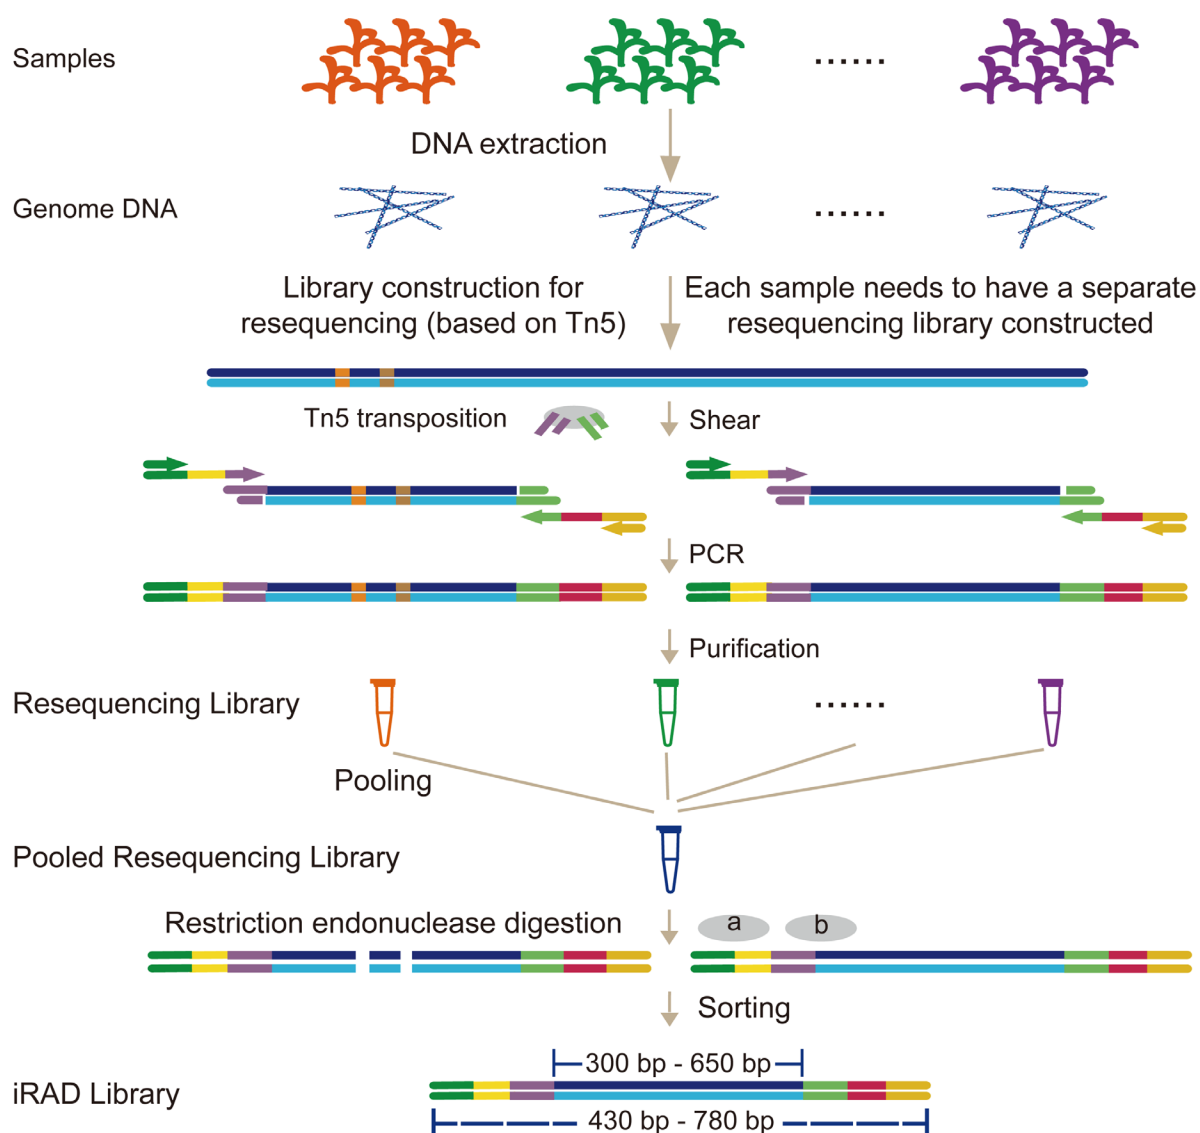 Samples
......
DNA extraction
Genome DNA
......
Library construction for
resequencing (based on Tn5)
Each sample needs to have a separate
resequencing library constructed
Tn5 transposition
Shear
PCR
Purification
Resequencing Library
......
Pooling
Pooled Resequencing Library
Restriction endonuclease digestion
a
b
Sorting
300 bp - 650 bp
iRAD Library
430 bp - 780 bp